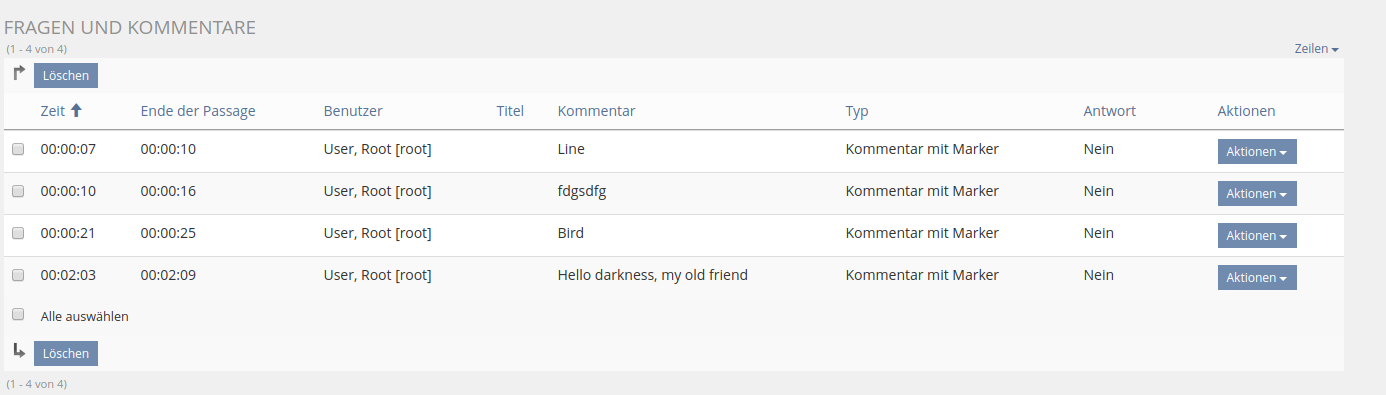 FRAGEN UND KOMMENTARE
(1 - 4 von 4)
Zeilen
Löschen
Zeit Ende der Passage Benutzer Titel Kommentar Typ Antwort Aktionen
00:00:07 00:00:10 User, Root [root] Line Kommentar mit Marker Nein Aktionen
00:00:10 00:00:16 User, Root [root] fdgsdfg Kommentar mit Marker Nein Aktionen
00:00:21 00:00:25 User, Root [root] Bird Kommentar mit Marker Nein Aktionen
00:02:03 00:02:09 User, Root [root] Hello darkness, my old friend Kommentar mit Marker Nein Aktionen
Alle auswählen
Löschen
(1 - 4 von 4)